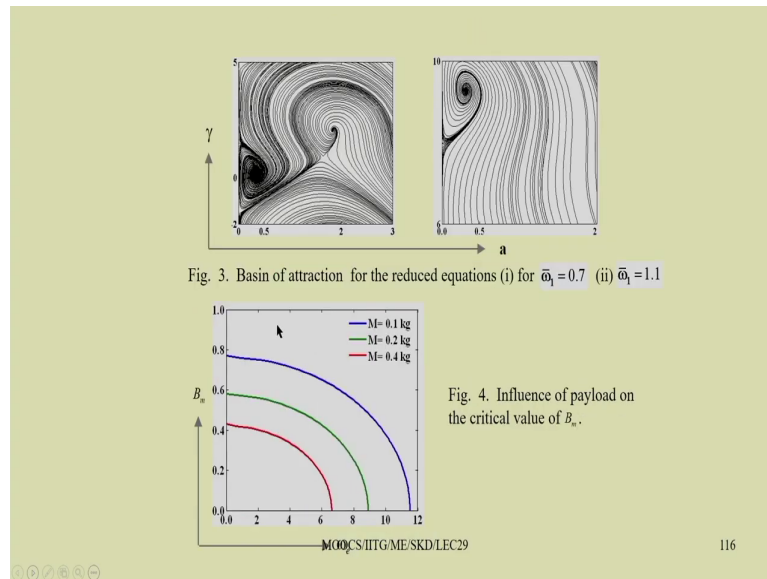 5
γ
0
-2
0 0.5 2 3
10
6
0.0 0.5 2
a
Fig. 3. Basin of attraction for the reduced equations (i) for ω̄₁ = 0.7 (ii) ω̄₁ = 1.1
1.0
M= 0.1 kg
M= 0.2 kg
M= 0.4 kg
0.8
Bₘ 0.6
0.4
0.2
0.0
0.0 2 4 6 8 10 12
Fig. 4. Influence of payload on
the critical value of Bₘ.
MOOCS/IITG/ME/SKD/LEC29
116